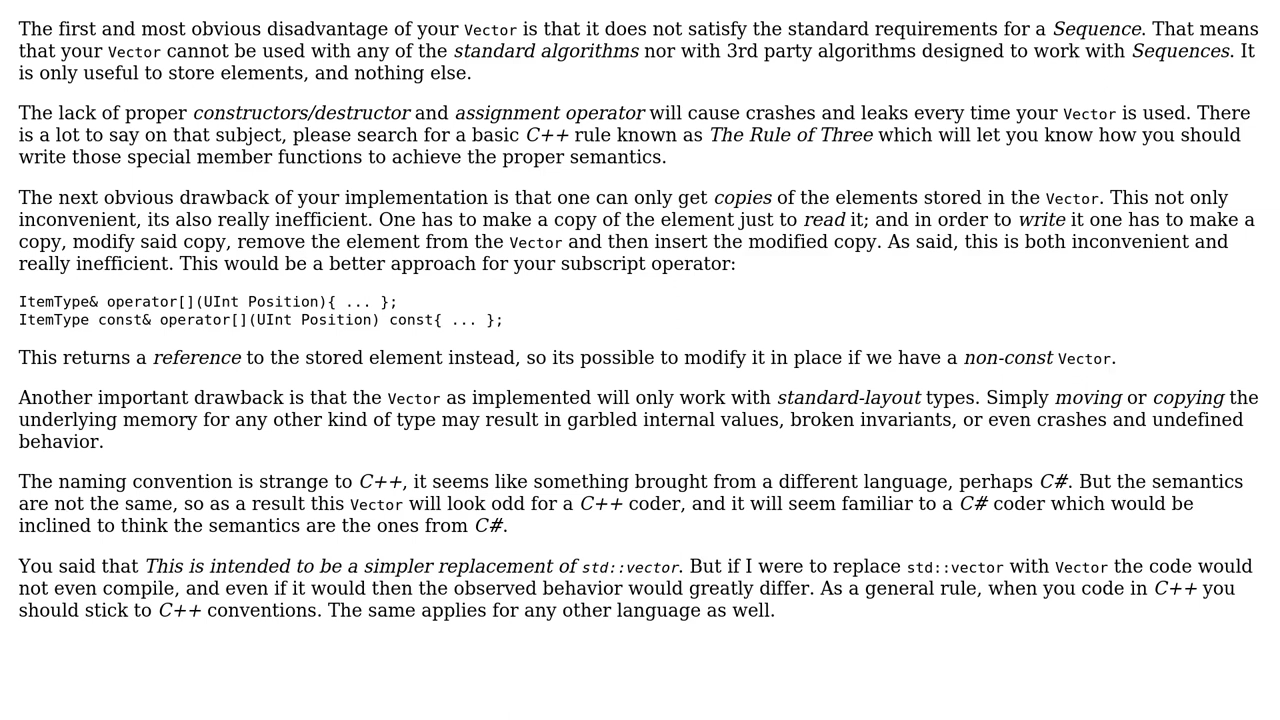 The first and most obvious disadvantage of your Vector is that it does not satisfy the standard requirements for a Sequence. That means
that your Vector cannot be used with any of the standard algorithms nor with 3rd party algorithms designed to work with Sequences. It
is only useful to store elements, and nothing else.
The lack of proper constructors/destructor and assignment operator will cause crashes and leaks every time your Vector is used. There
is a lot to say on that subject, please search for a basic C++ rule known as The Rule of Three which will let you know how you should
write those special member functions to achieve the proper semantics.
The next obvious drawback of your implementation is that one can only get copies of the elements stored in the Vector. This not only
inconvenient, its also really inefficient. One has to make a copy of the element just to read it; and in order to write it one has to make a
copy, modify said copy, remove the element from the Vector and then insert the modified copy. As said, this is both inconvenient and
really inefficient. This would be a better approach for your subscript operator:
ItemType& operator[](UInt Position){ ... };
ItemType const& operator[](UInt Position) const{ ... };
This returns a reference to the stored element instead, so its possible to modify it in place if we have a non-const Vector.
Another important drawback is that the Vector as implemented will only work with standard-layout types. Simply moving or copying the
underlying memory for any other kind of type may result in garbled internal values, broken invariants, or even crashes and undefined
behavior.
The naming convention is strange to C++, it seems like something brought from a different language, perhaps C#. But the semantics
are not the same, so as a result this Vector will look odd for a C++ coder, and it will seem familiar to a C# coder which would be
inclined to think the semantics are the ones from C#.
You said that This is intended to be a simpler replacement of std::vector. But if I were to replace std::vector with Vector the code would
not even compile, and even if it would then the observed behavior would greatly differ. As a general rule, when you code in C++ you
should stick to C++ conventions. The same applies for any other language as well.